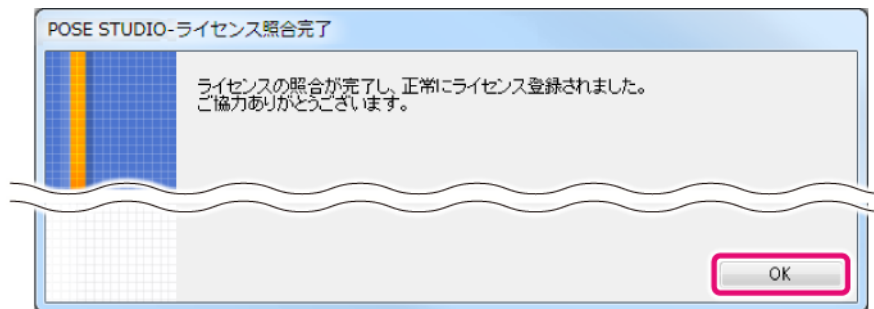 POSE STUDIO-ライセンス照合完了
ライセンスの照合が完了し、正常にライセンス登録されました。
ご協力ありがとうございます。
OK